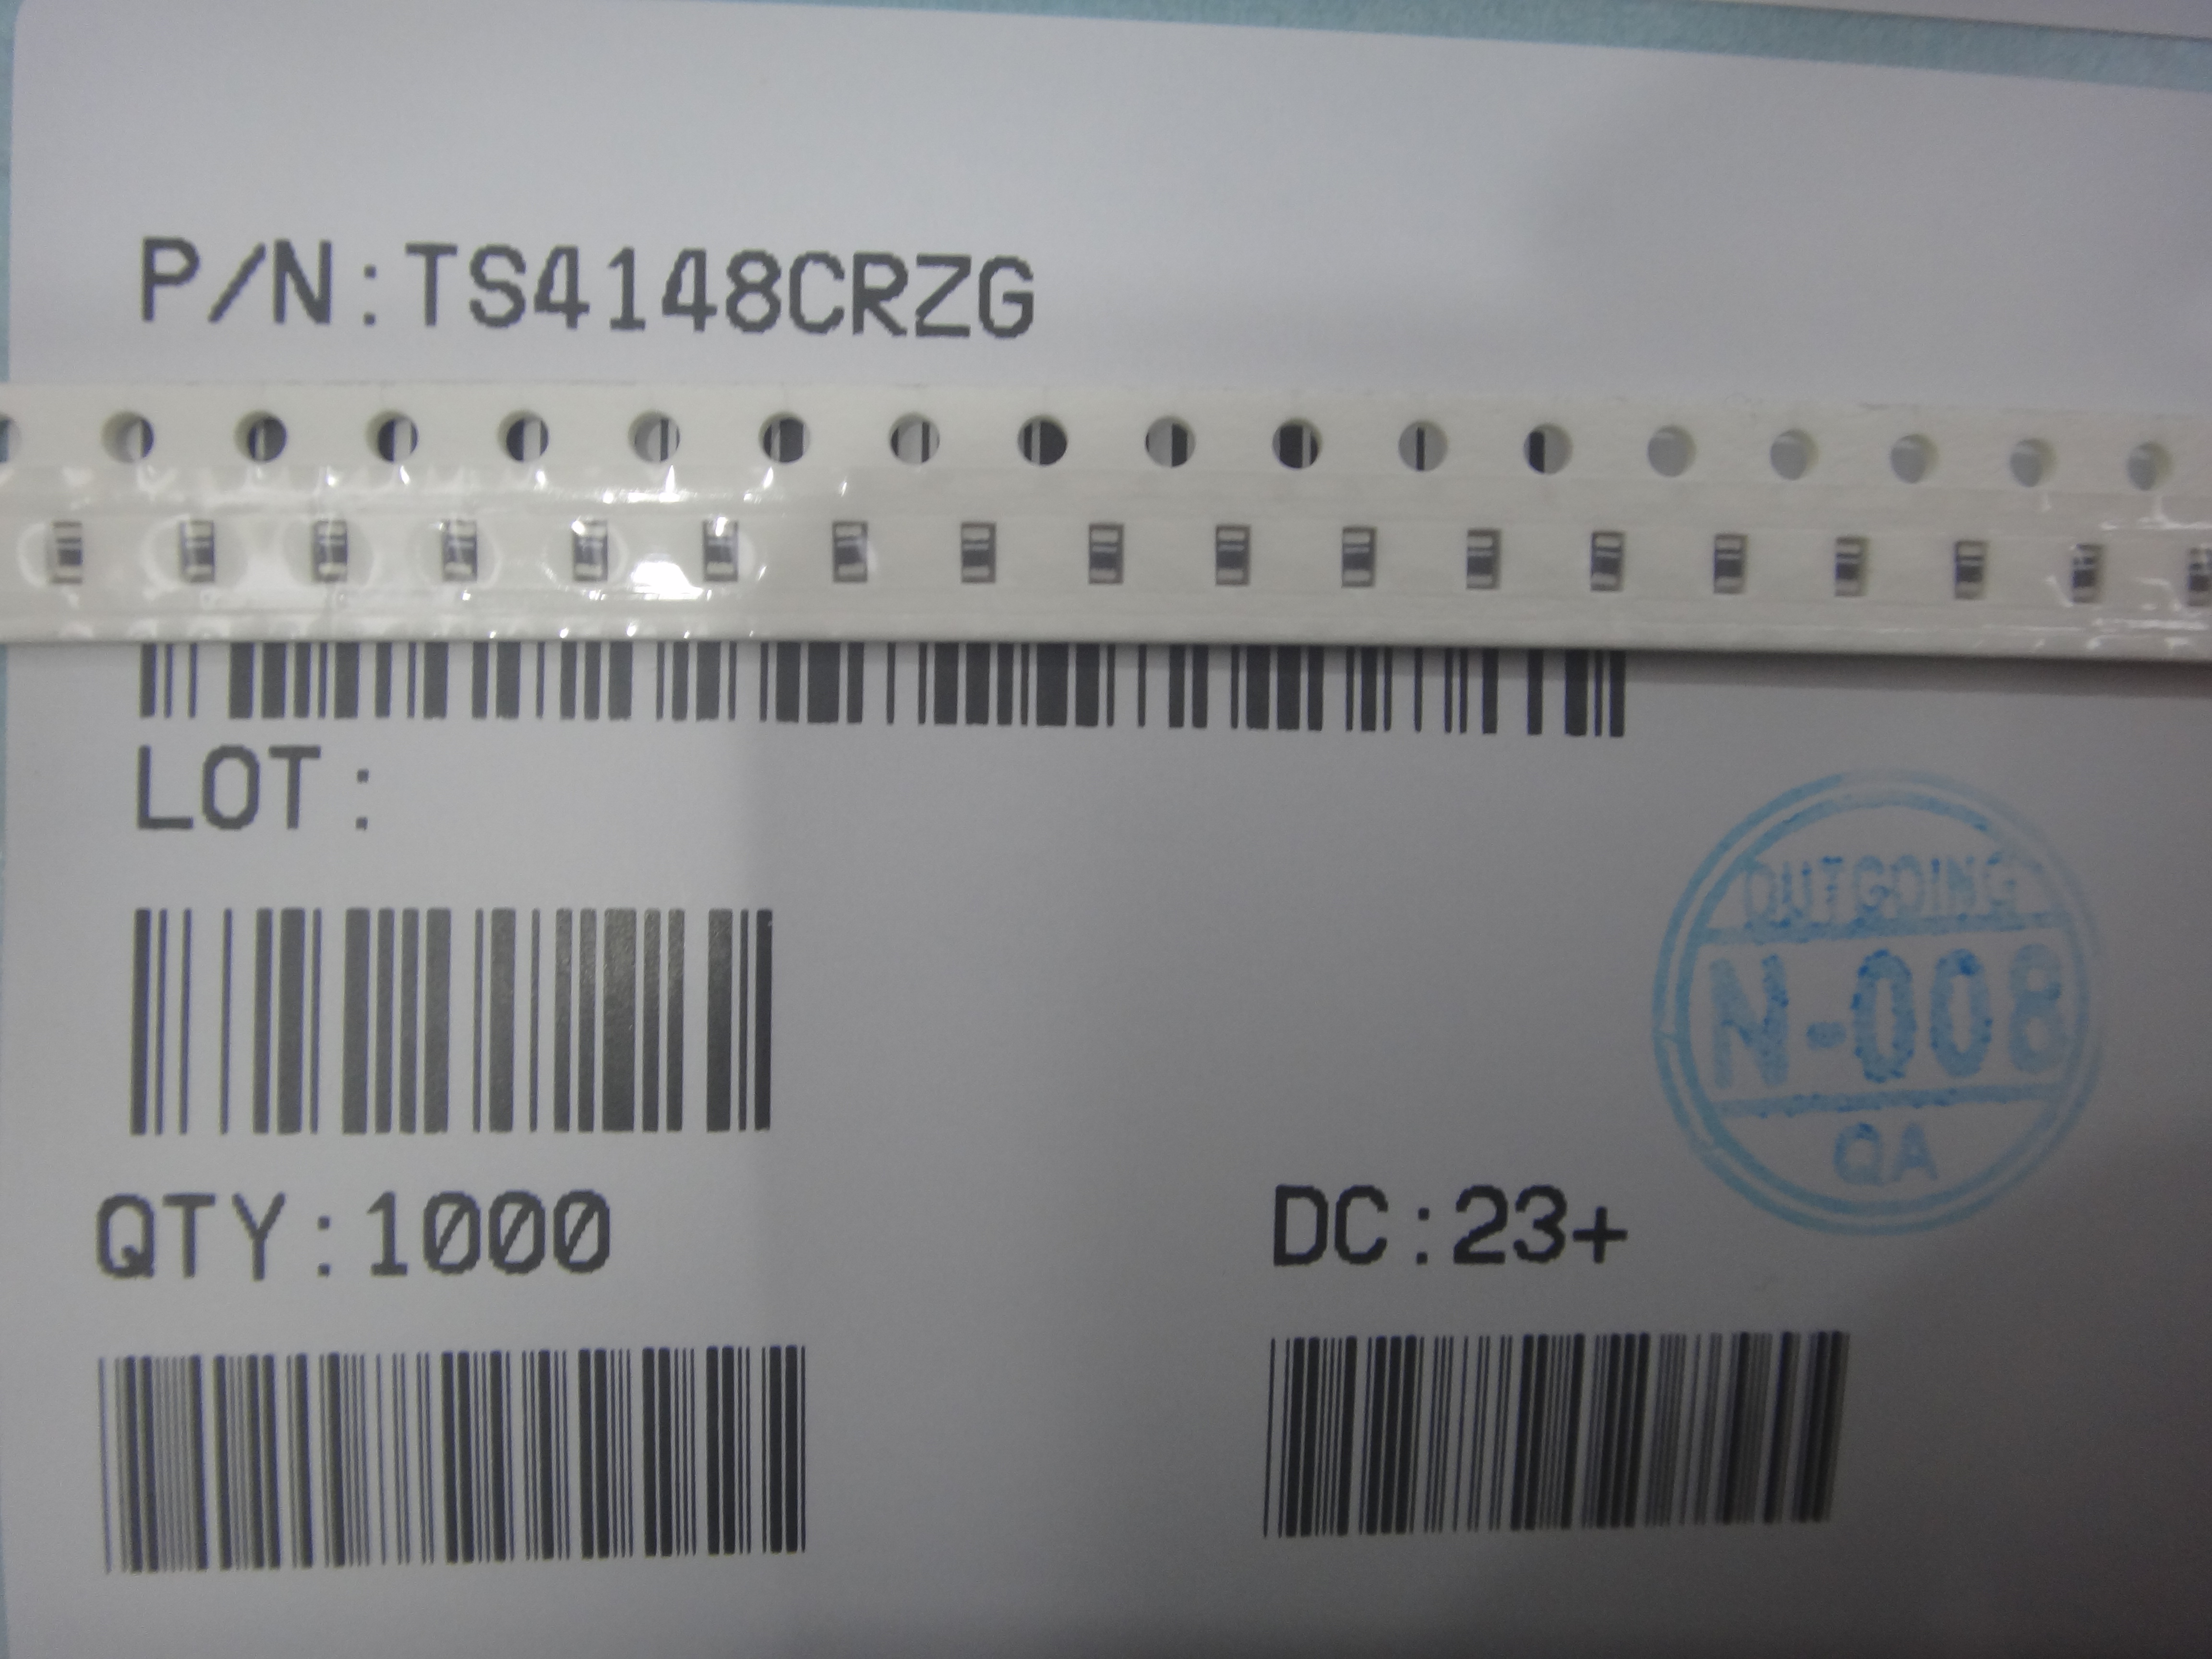 P/N:TS4148CRZG
LOT:
OUTGOING
N-008
QA
QTY:1000
DC:23+